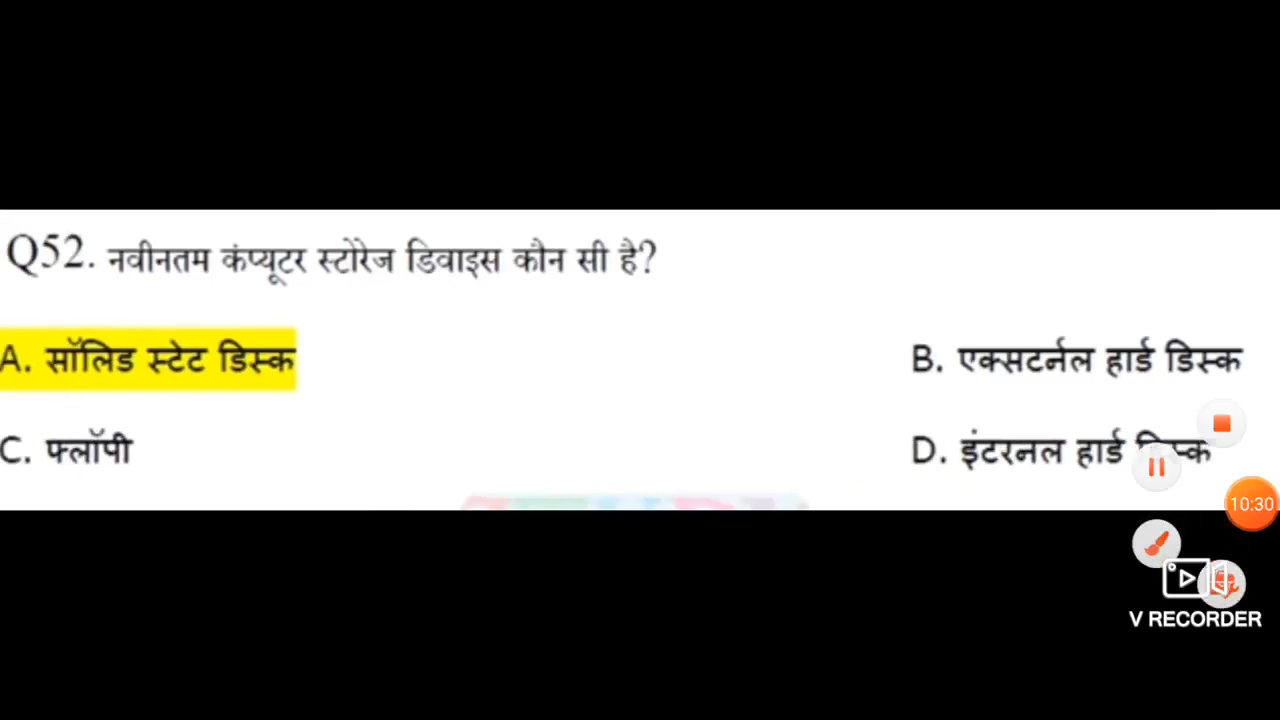 Q52. नवीनतम कंप्यूटर स्टोरेज डिवाइस कौन सी है?
A. सॉलिड स्टेट डिस्क
B. एक्सटर्नल हार्ड डिस्क
C. फ्लॉपी
D. इंटरनल हार्ड डिस्क
10:30
V RECORDER